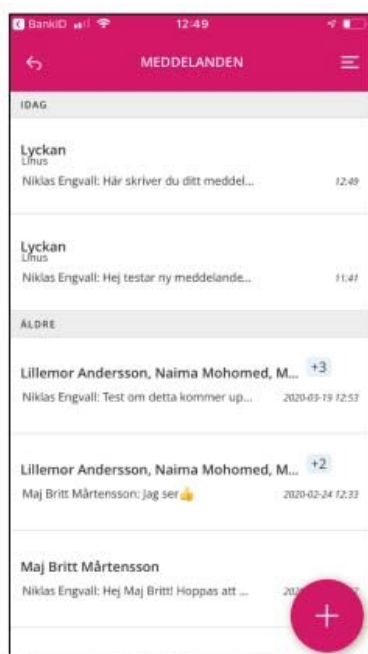 BankID 12:49
MEDDELANDEN
IDAG
Lyckan
Linus
Niklas Engvall: Här skriver du ditt meddel... 12:49
Lyckan
Linus
Niklas Engvall: Hej testar ny meddelande... 11:41
ÄLDRE
Lillemor Andersson, Naima Mohomed, M... +3
Niklas Engvall: Test om detta kommer up... 2020-03-19 12:53
Lillemor Andersson, Naima Mohomed, M... +2
Maj Britt Mårtensson: Jag ser👍 2020-02-24 12:33
Maj Britt Mårtensson
Niklas Engvall: Hej Maj Britt! Hoppas att ...